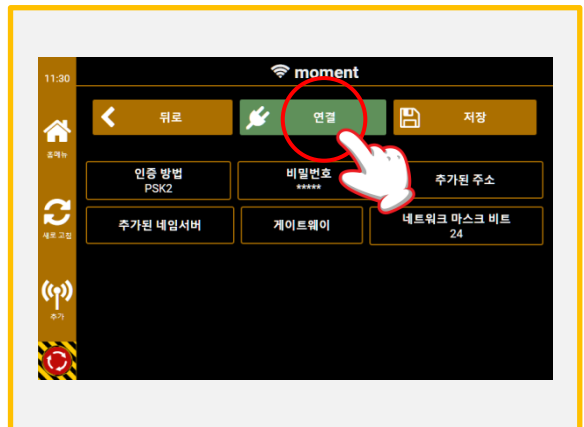 11:30
moment
뒤로
연결
저장
홈메뉴
인증 방법
PSK2
비밀번호
*****
추가된 주소
새로 고침
추가된 네임서버
게이트웨이
네트워크 마스크 비트
24
추가